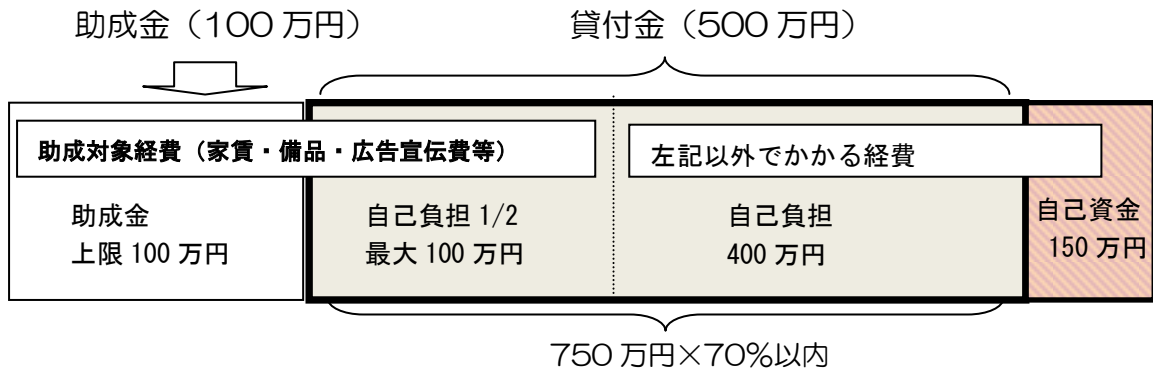 助成金（100 万円）
貸付金（500 万円）
助成対象経費（家賃・備品・広告宣伝費等）
左記以外でかかる経費
助成金
上限 100 万円
自己負担 1/2
最大 100 万円
自己負担
400 万円
自己資金
150 万円
750 万円×70％以内